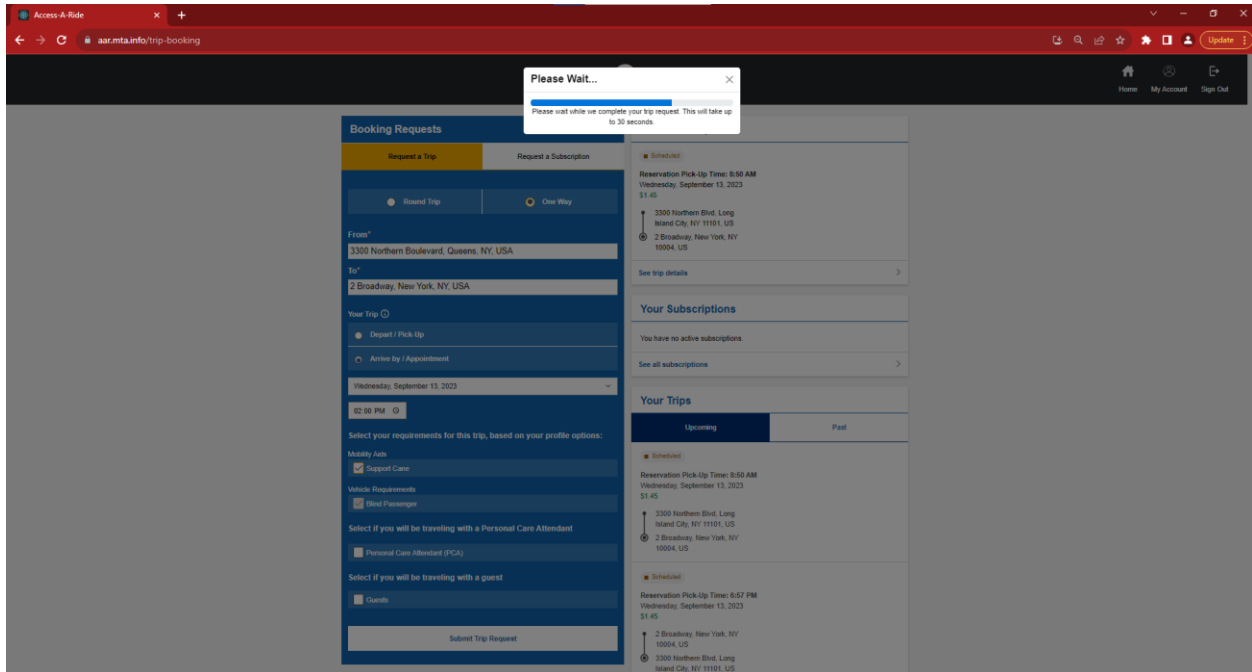 Access-A-Ride
aar.mta.info/trip-booking
Update
Home
My Account
Sign Out
Please Wait...
Please wait while we complete your trip request. This will take up
to 30 seconds.
Booking Requests
Request a Trip
Request a Subscription
Round Trip
One Way
From*
3300 Northern Boulevard, Queens, NY, USA
To*
2 Broadway, New York, NY, USA
Your Trip
Depart / Pick-Up
Arrive by / Appointment
Wednesday, September 13, 2023
02:00 PM
Select your requirements for this trip, based on your profile options:
Mobility Aids
Support Cane
Vehicle Requirements
Blind Passenger
Select if you will be traveling with a Personal Care Attendant
Personal Care Attendant (PCA)
Select if you will be traveling with a guest
Guests
Submit Trip Request
Scheduled
Reservation Pick-Up Time: 8:50 AM
Wednesday, September 13, 2023
$1.45
3300 Northern Blvd, Long
Island City, NY 11101, US
2 Broadway, New York, NY
10004, US
See trip details
Your Subscriptions
You have no active subscriptions.
See all subscriptions
Your Trips
Upcoming
Past
Scheduled
Reservation Pick-Up Time: 8:50 AM
Wednesday, September 13, 2023
$1.45
3300 Northern Blvd, Long
Island City, NY 11101, US
2 Broadway, New York, NY
10004, US
Scheduled
Reservation Pick-Up Time: 6:57 PM
Wednesday, September 13, 2023
$1.45
2 Broadway, New York, NY
10004, US
3300 Northern Blvd, Long
Island City, NY 11101, US